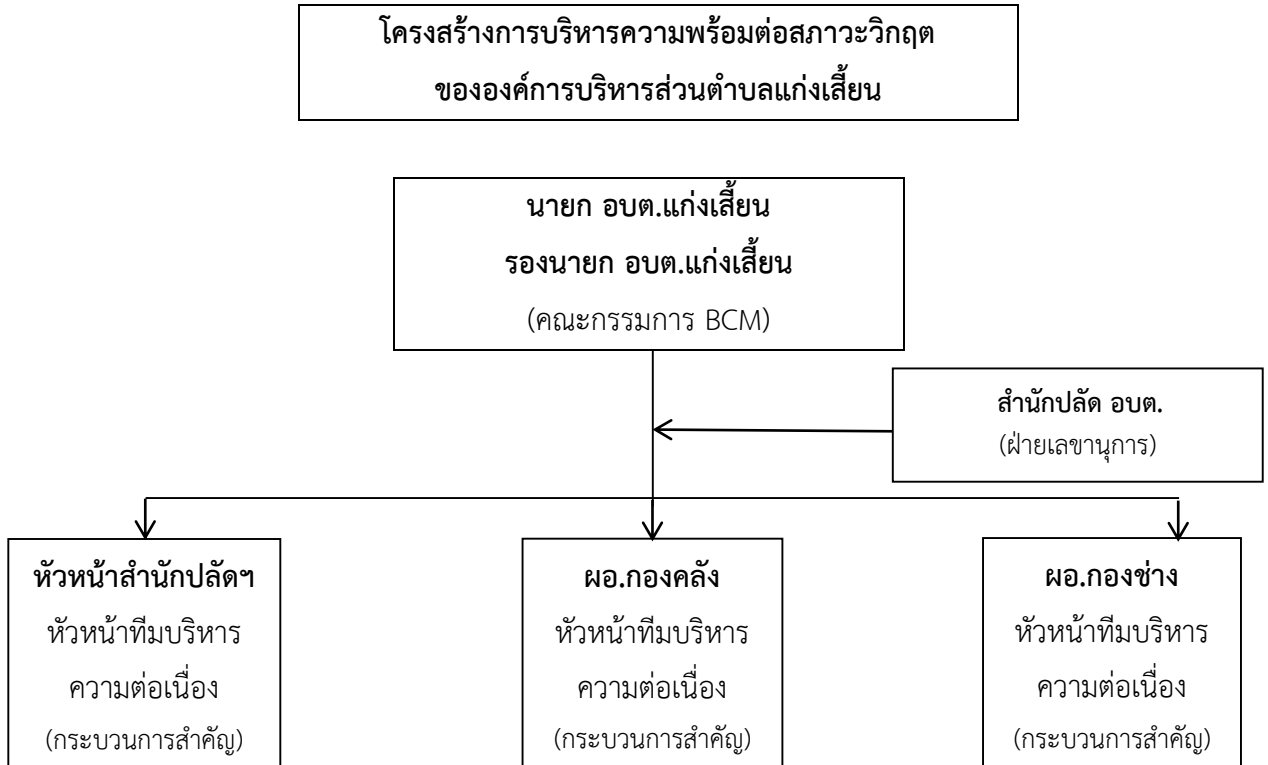 โครงสร้างการบริหารความพร้อมต่อสภาวะวิกฤต
ขององค์การบริหารส่วนตำบลแก่งเสี้ยน
นายก อบต.แก่งเสี้ยน
รองนายก อบต.แก่งเสี้ยน
(คณะกรรมการ BCM)
สำนักปลัด อบต.
(ฝ่ายเลขานุการ)
หัวหน้าสำนักปลัดฯ
หัวหน้าทีมบริหาร
ความต่อเนื่อง
(กระบวนการสำคัญ)
ผอ.กองคลัง
หัวหน้าทีมบริหาร
ความต่อเนื่อง
(กระบวนการสำคัญ)
ผอ.กองช่าง
หัวหน้าทีมบริหาร
ความต่อเนื่อง
(กระบวนการสำคัญ)